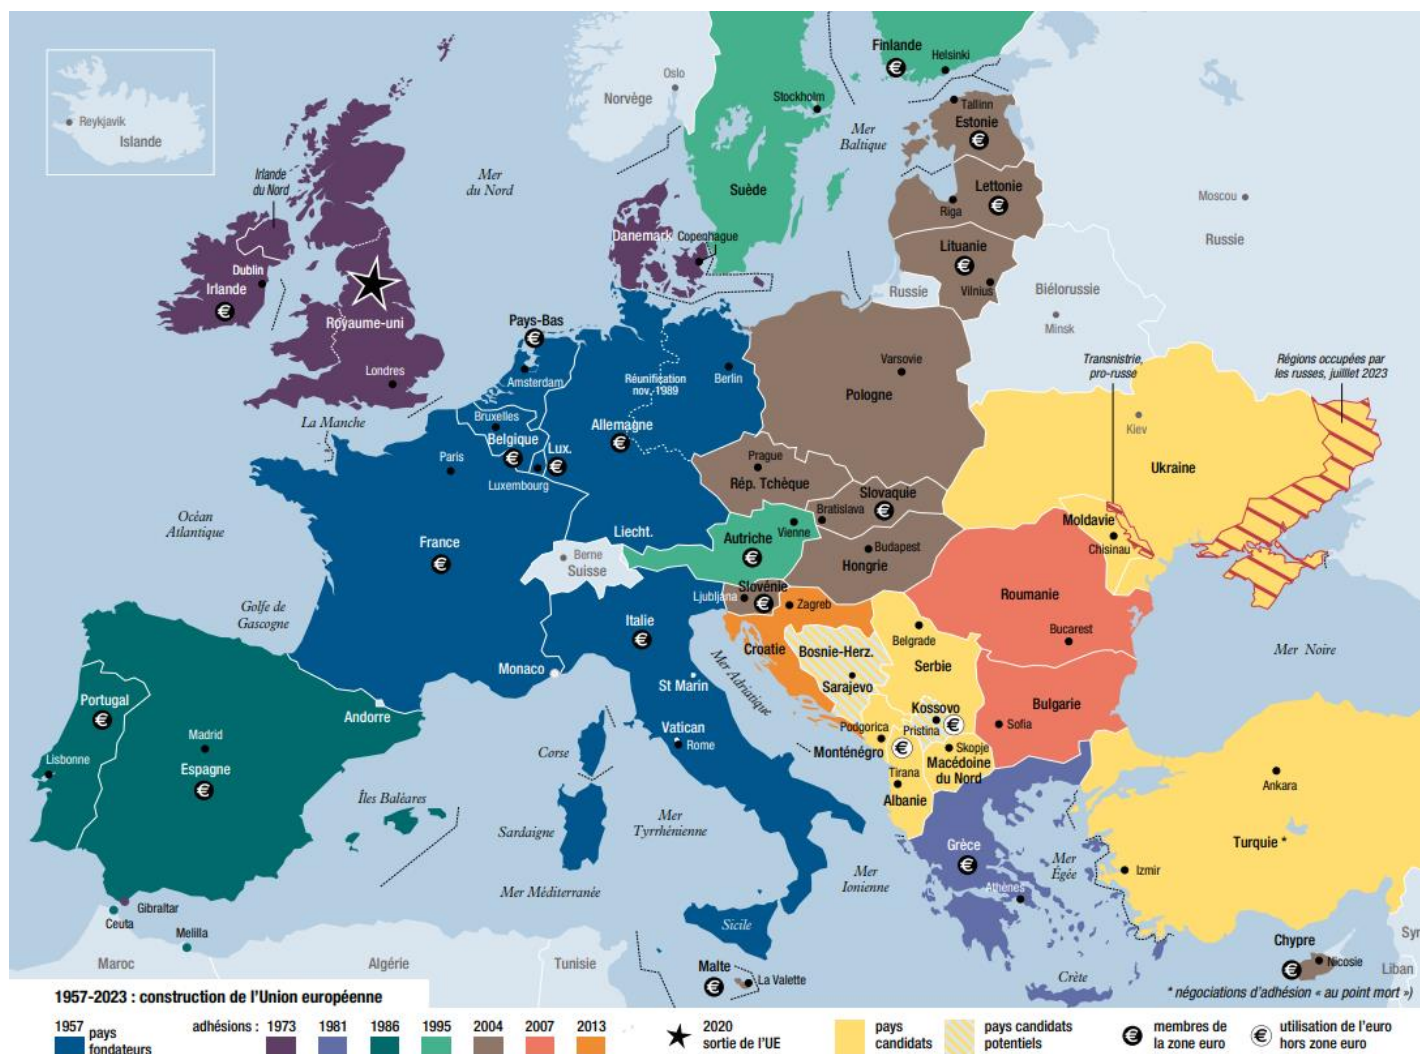 Reykjavik
Islande
Norvège
Oslo
Stockholm
Finlande
Helsinki
Tallinn
Estonie
Mer
Baltique
Mer
du Nord
Irlande
du Nord
Suède
Lettonie
Riga
Moscou
Russie
Danemark
Copenhague
Lituanie
Vilnius
Dublin
Irlande
Royaume-uni
Londres
Russie
Biélorussie
Minsk
Pays-Bas
Amsterdam
Réunification
nov. 1989
Berlin
Varsovie
Pologne
Transnistrie,
pro-russe
Régions occupées par
les russes, juilllet 2023
La Manche
Bruxelles
Belgique
Lux.
Luxembourg
Allemagne
Paris
Kiev
Ukraine
Prague
Rép. Tchèque
Slovaquie
Bratislava
Océan
Atlantique
France
Liecht.
Autriche
Vienne
Budapest
Hongrie
Moldavie
Chisinau
Berne
Suisse
Slovénie
Ljubljana
Zagreb
Golfe de
Gascogne
Italie
Croatie
Bosnie-Herz.
Sarajevo
Belgrade
Serbie
Roumanie
Bucarest
Mer Noire
Monaco
St Marin
Mer Adriatique
Andorre
Portugal
Lisbonne
Madrid
Espagne
Vatican
Rome
Corse
Kossovo
Pristina
Podgorica
Monténégro
Skopje
Macédoine
du Nord
Tirana
Albanie
Bulgarie
Sofia
Ankara
Turquie *
Izmir
Îles Baléares
Sardaigne
Mer
Tyrrhénienne
Mer Méditerranée
Mer
Ionienne
Grèce
Athènes
Mer
Égée
Gibraltar
Ceuta
Melilla
Sicile
Maroc
Algérie
Tunisie
Malte
La Valette
Crète
Chypre
Nicosie
Syr
Liban
* négociations d'adhésion « au point mort »)
1957-2023 : construction de l'Union européenne
1957
pays
fondateurs
adhésions : 1973 1981 1986 1995 2004 2007 2013
2020
sortie de l'UE
pays
candidats
pays candidats
potentiels
€ membres de
la zone euro
€ utilisation de l'euro
hors zone euro